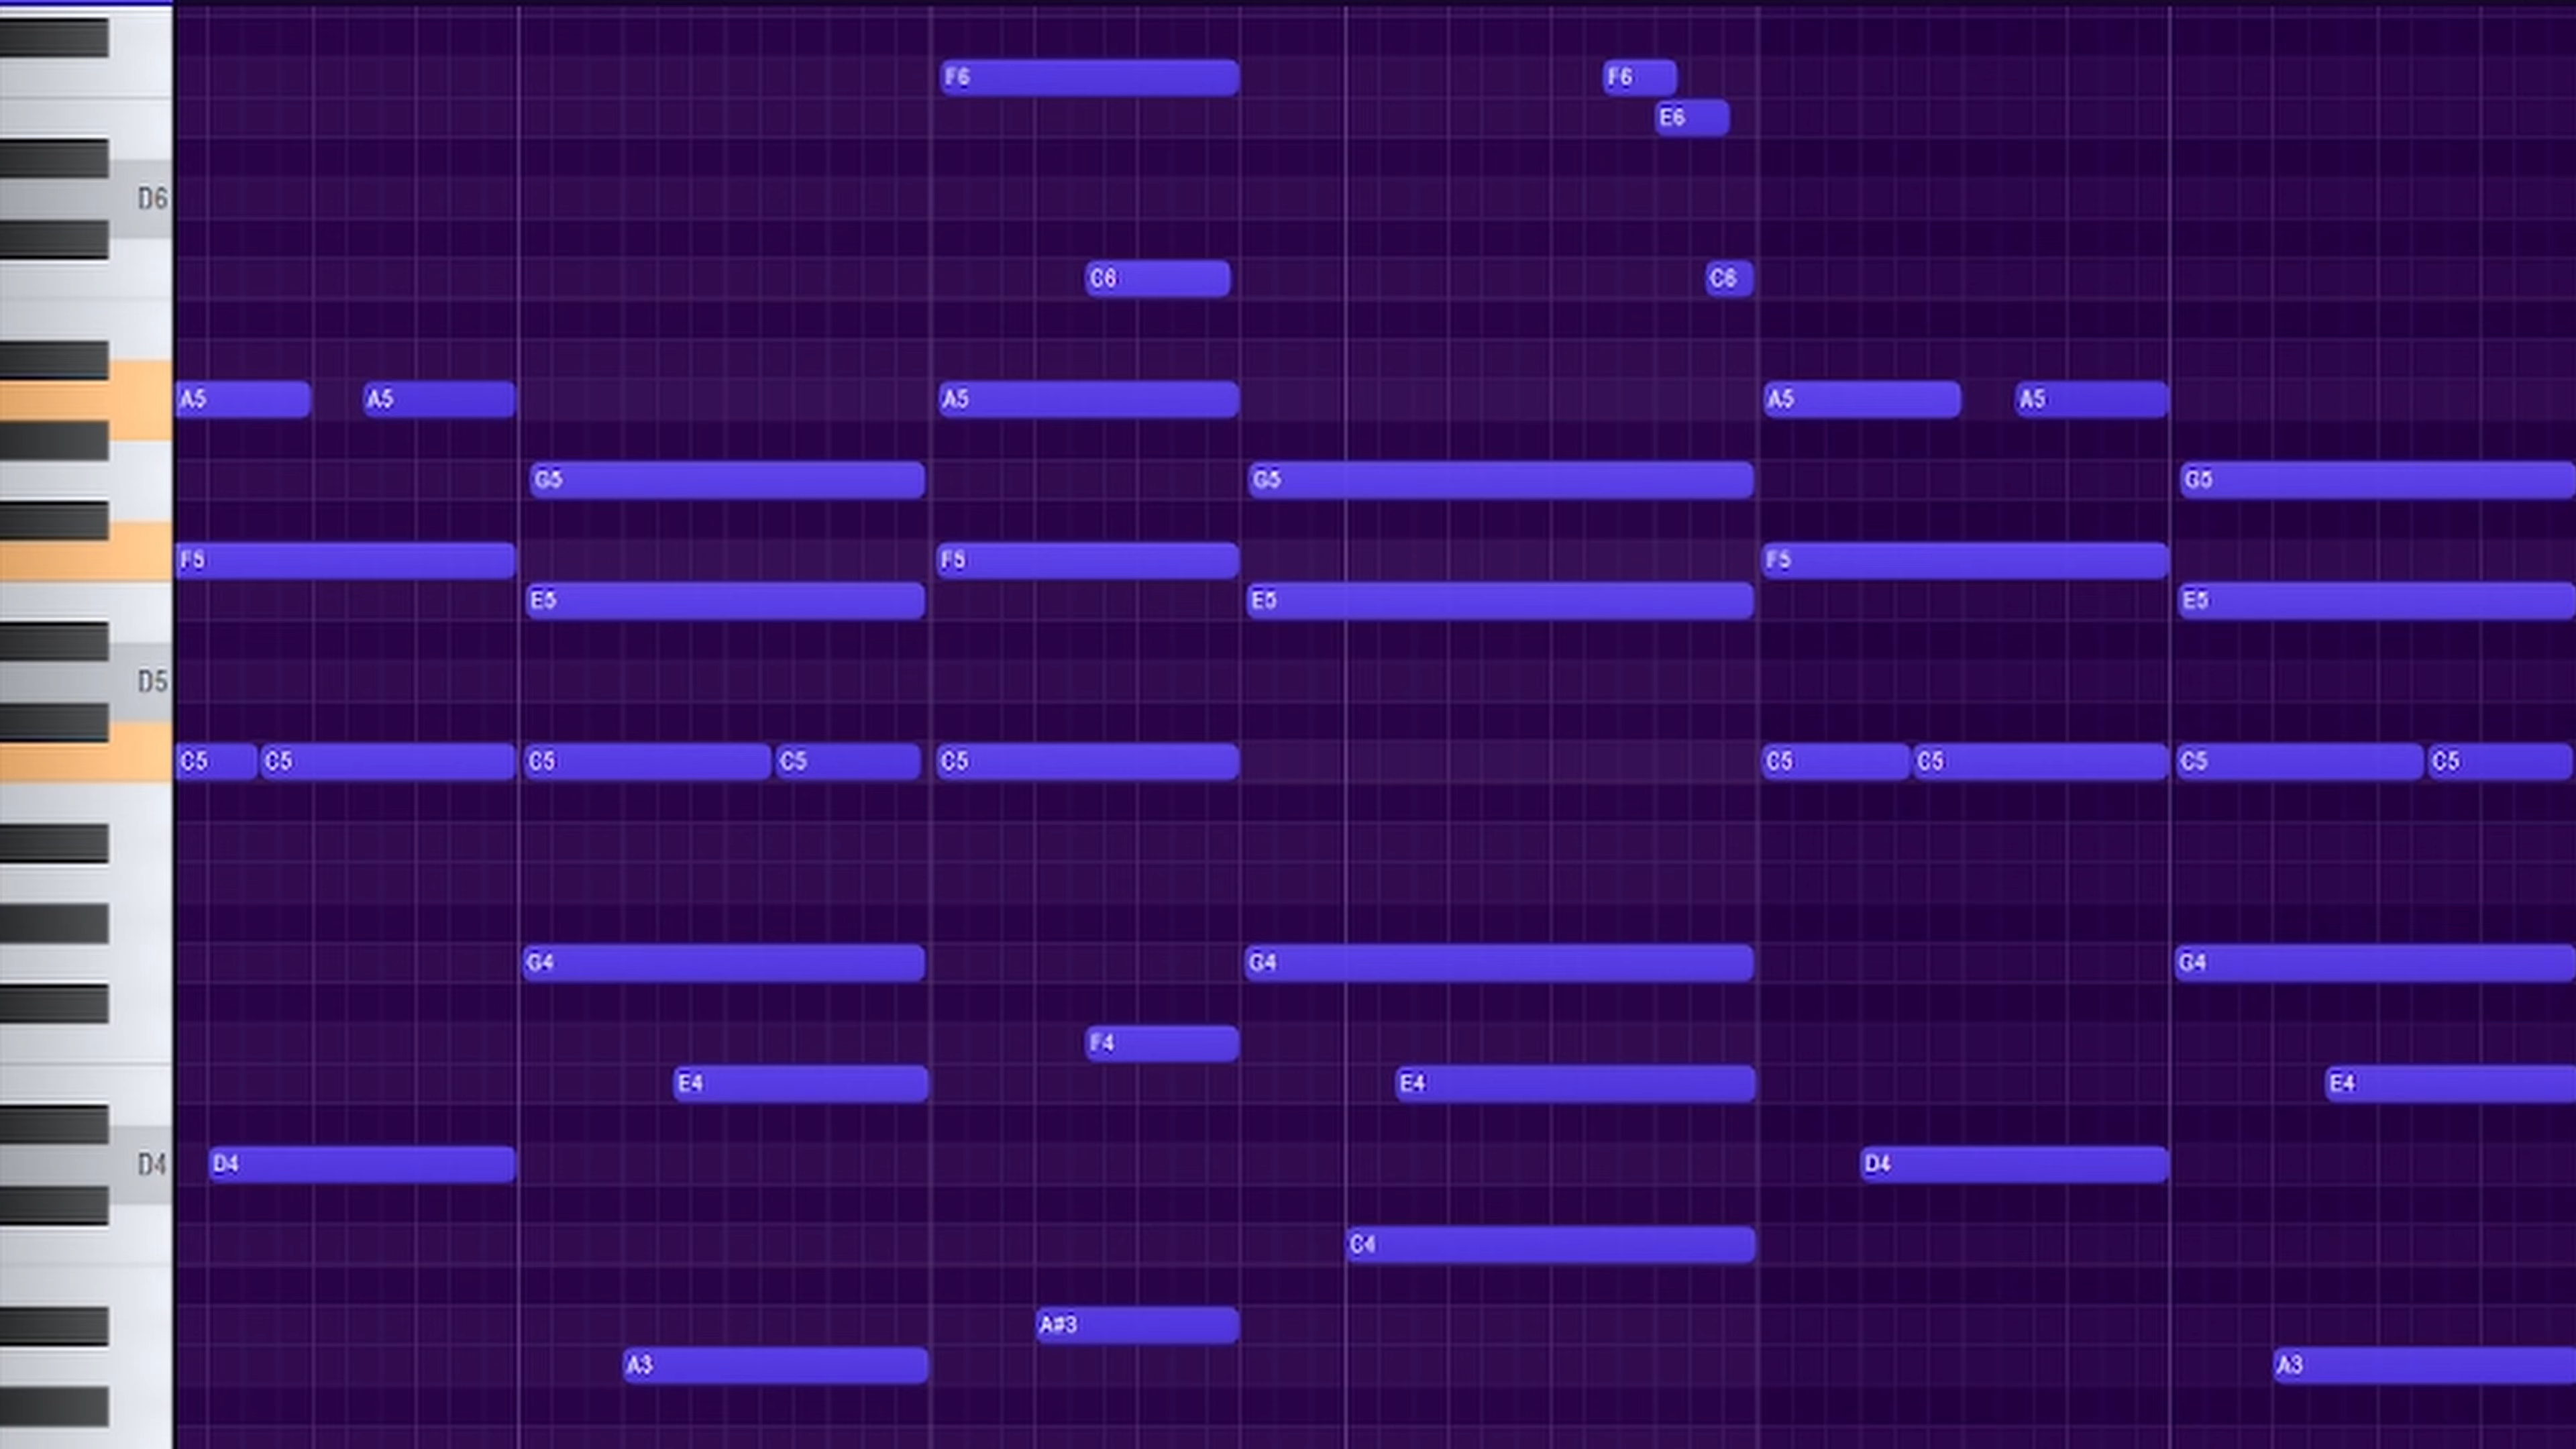 F6 F6
E6
D6
C6 C6
A5 A5 A5 A5 A5
G5 G5 G5
F5 F5 F5
E5 E5 E5
D5
C5 C5 C5 C5 C5 C5 C5 C5 C5
G4 G4 G4
F4
E4 E4 E4
D4 D4 D4
C4
A#3
A3 A3